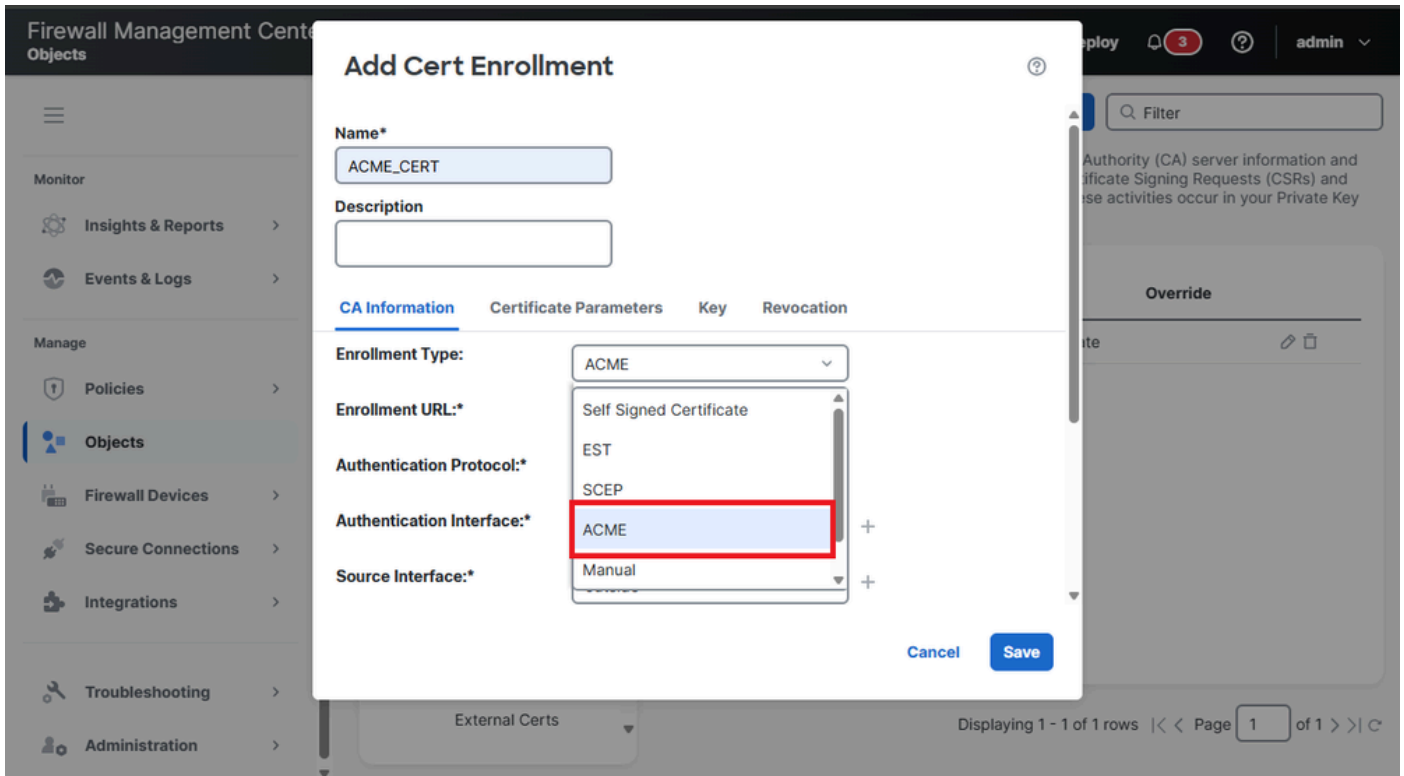 Firewall Management Cente
Objects
eploy
3
admin
Monitor
Insights & Reports
Events & Logs
Manage
Policies
Objects
Firewall Devices
Secure Connections
Integrations
Troubleshooting
Administration
Add Cert Enrollment
Name*
ACME_CERT
Description
CA Information Certificate Parameters Key Revocation
Enrollment Type:
ACME
Enrollment URL:*
Authentication Protocol:*
Authentication Interface:*
Source Interface:*
Self Signed Certificate
EST
SCEP
ACME
Manual
Cancel Save
Filter
Authority (CA) server information and
tificate Signing Requests (CSRs) and
ese activities occur in your Private Key
Override
ate
External Certs
Displaying 1 - 1 of 1 rows |< < Page 1 of 1 > >|